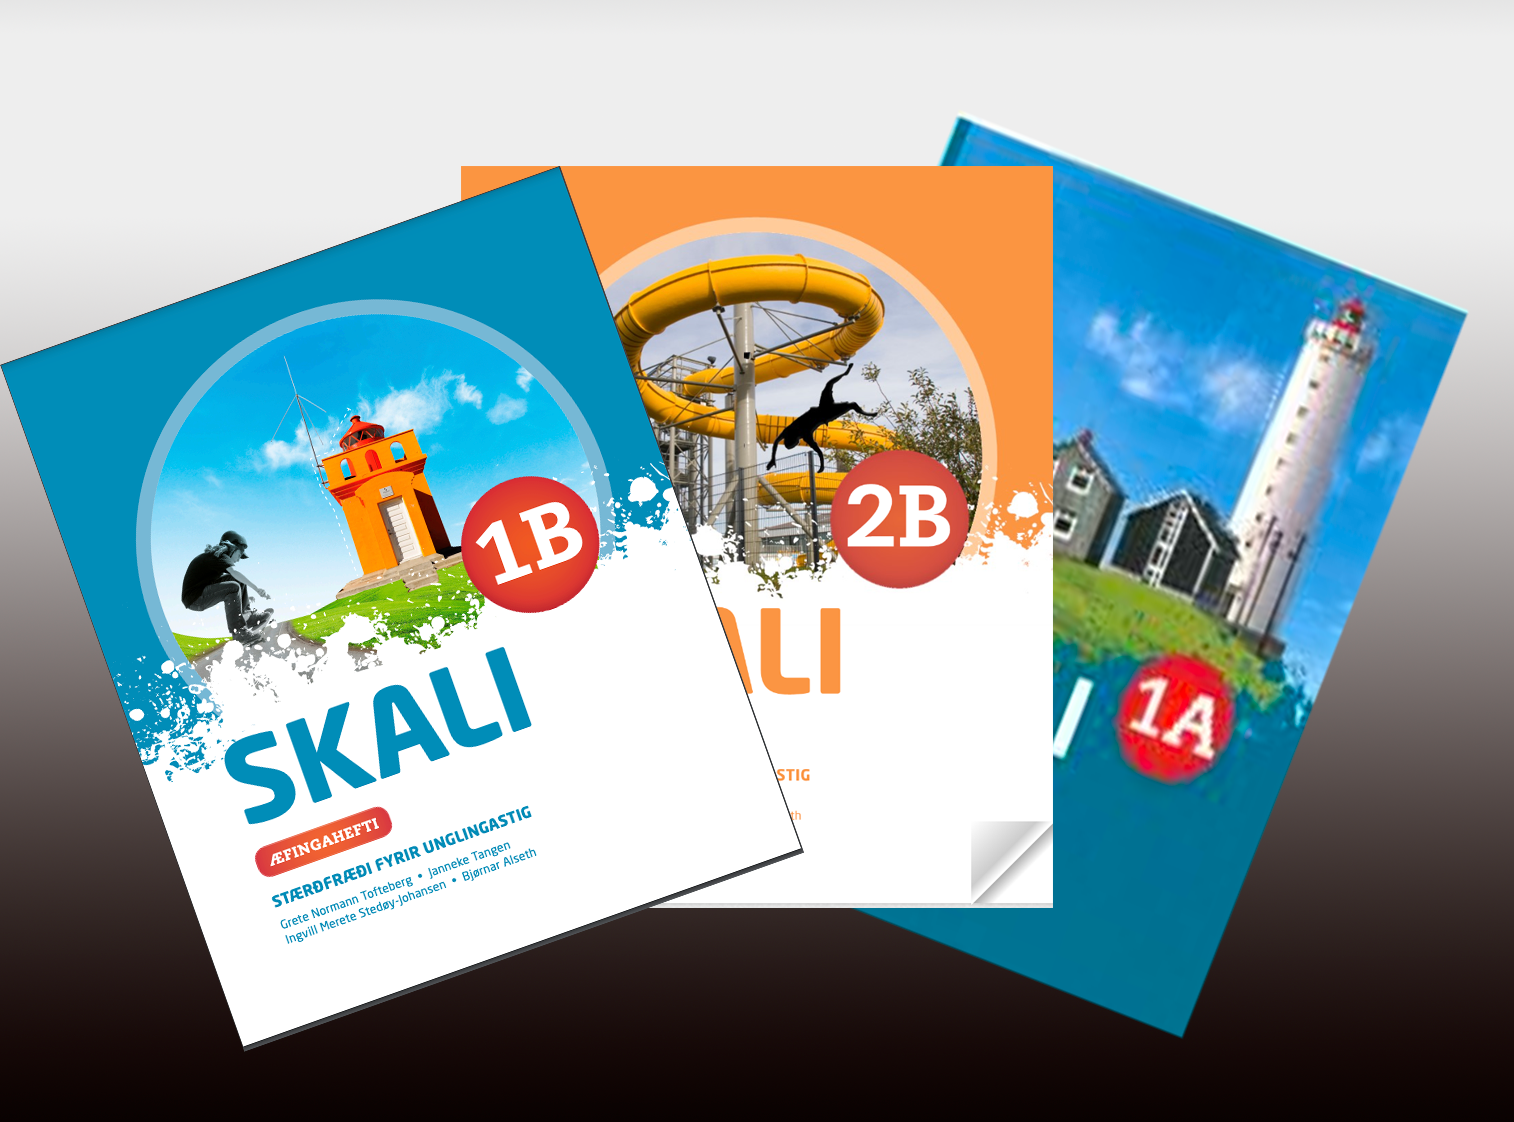 1B
SKALI
ÆFINGAHEFTI
STÆRÐFRÆÐI FYRIR UNGLINGASTIG
Grete Normann Tofteberg • Janneke Tangen
Ingvill Merete Stedøy-Johansen • Bjørnar Alseth
2B
ALI
STIG
th
1A
I